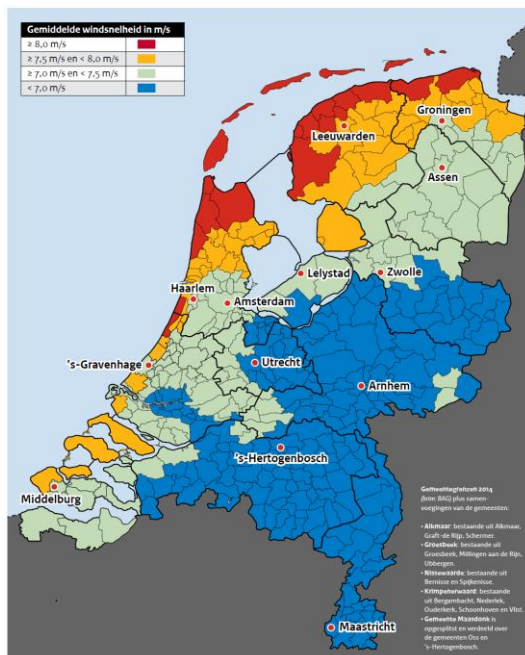 Gemiddelde windsnelheid in m/s
≥ 8,0 m/s
≥ 7,5 m/s en < 8,0 m/s
≥ 7,0 m/s en < 7,5 m/s
< 7,0 m/s
Groningen
Leeuwarden
Assen
Lelystad
Zwolle
Haarlem
Amsterdam
's-Gravenhage
Utrecht
Arnhem
's-Hertogenbosch
Middelburg
Maastricht
Gemeentegrenzen 2014
(bron: BAG) plus samen-
voegingen van de gemeenten:
• Alkmaar: bestaande uit Alkmaar,
Graft-de Rijp, Schermer.
• Groesbeek: bestaande uit
Groesbeek, Millingen aan de Rijn,
Ubbergen.
• Nissewaarde: bestaande uit
Bernisse en Spijkenisse.
• Krimpenerwaard: bestaande
uit Bergambacht, Nederlek,
Ouderkerk, Schoonhoven en Vlist.
• Gemeente Maasdonk is
opgesplitst en verdeeld over
de gemeenten Oss en
's-Hertogenbosch.